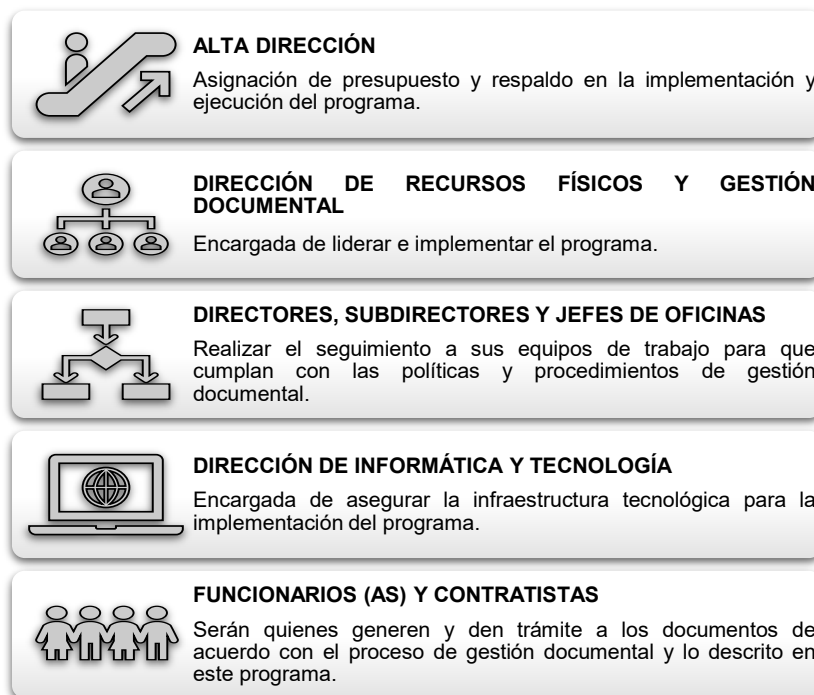 ALTA DIRECCIÓN
Asignación de presupuesto y respaldo en la implementación y
ejecución del programa.
DIRECCIÓN DE RECURSOS FÍSICOS Y GESTIÓN
DOCUMENTAL
Encargada de liderar e implementar el programa.
DIRECTORES, SUBDIRECTORES Y JEFES DE OFICINAS
Realizar el seguimiento a sus equipos de trabajo para que
cumplan con las políticas y procedimientos de gestión
documental.
DIRECCIÓN DE INFORMÁTICA Y TECNOLOGÍA
Encargada de asegurar la infraestructura tecnológica para la
implementación del programa.
FUNCIONARIOS (AS) Y CONTRATISTAS
Serán quienes generen y den trámite a los documentos de
acuerdo con el proceso de gestión documental y lo descrito en
este programa.